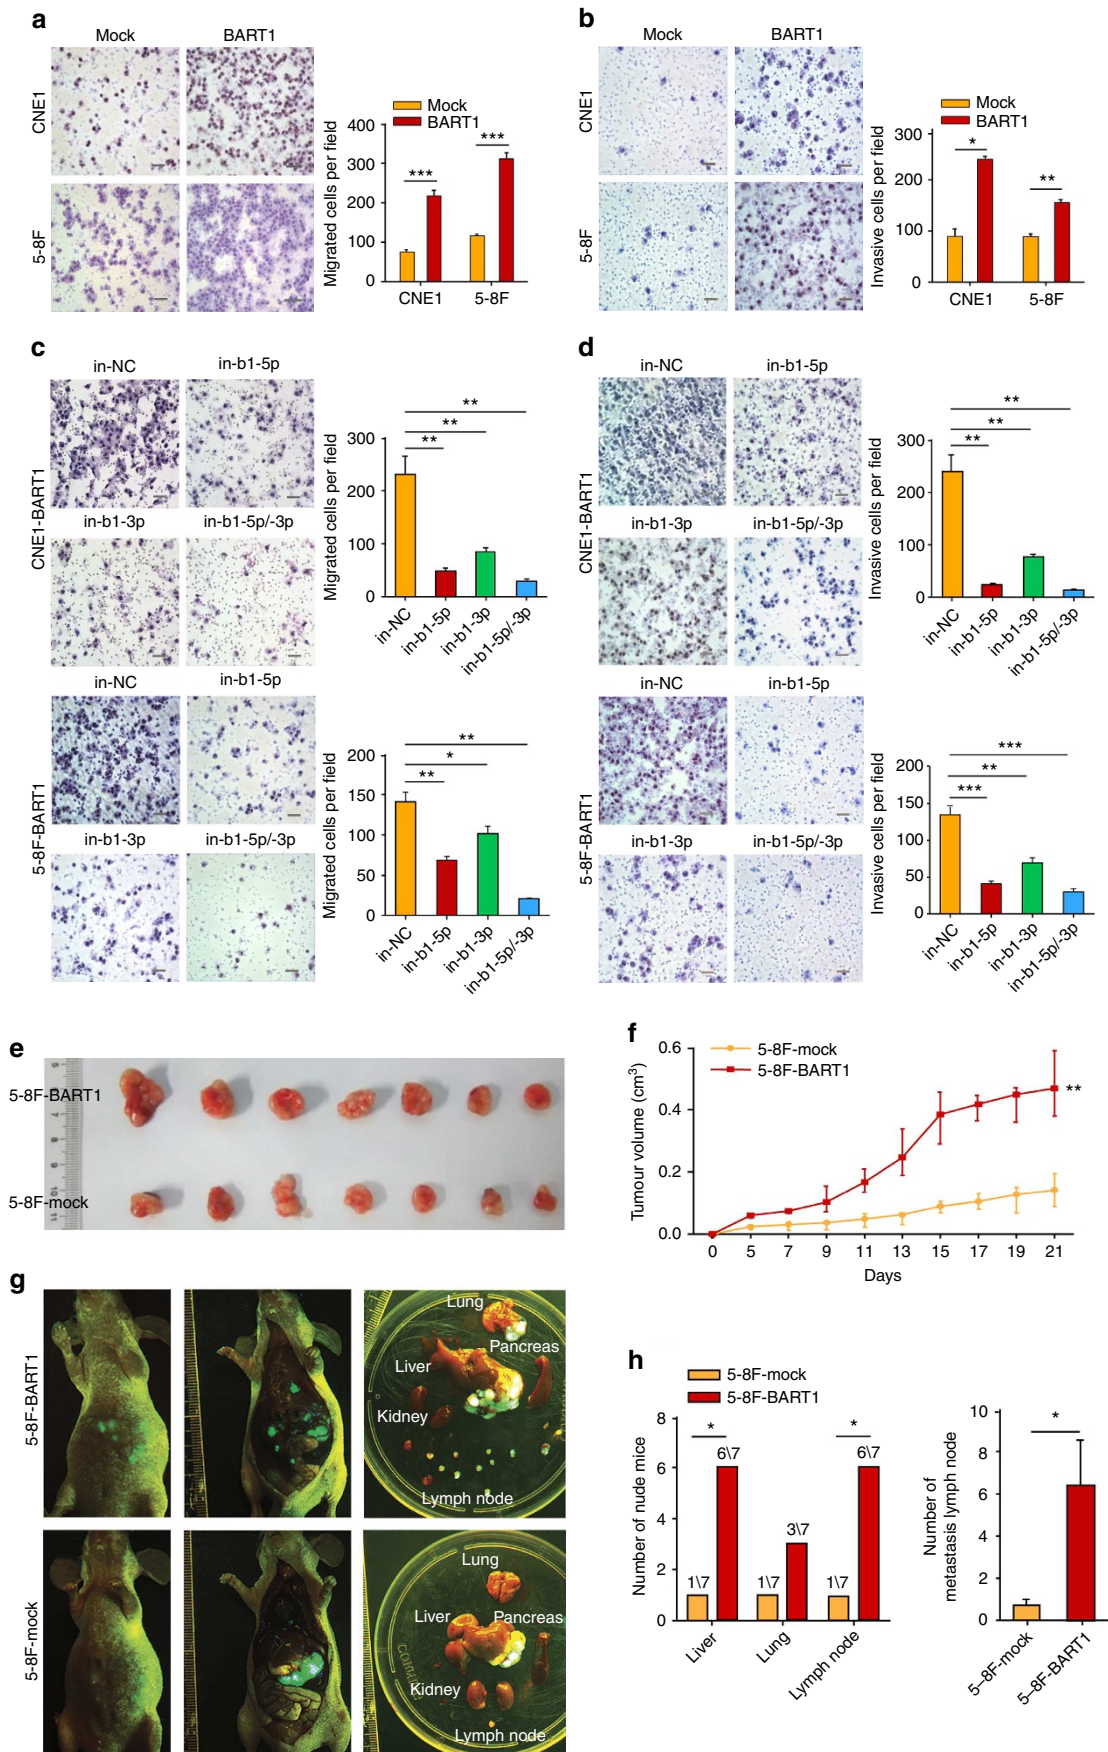 a
Mock
BART1
CNE1
5-8F
Mock
BART1
Migrated cells per field
400
300
200
100
0
***
***
CNE1
5-8F
b
Mock
BART1
CNE1
5-8F
Mock
BART1
Invasive cells per field
300
200
100
0
*
**
CNE1
5-8F
c
in-NC
in-b1-5p
CNE1-BART1
in-b1-3p
in-b1-5p/-3p
Migrated cells per field
300
200
100
0
**
**
**
in-NC
in-b1-5p
in-b1-3p
in-b1-5p/-3p
in-NC
in-b1-5p
5-8F-BART1
in-b1-3p
in-b1-5p/-3p
Migrated cells per field
200
150
100
50
0
**
*
**
in-NC
in-b1-5p
in-b1-3p
in-b1-5p/-3p
d
in-NC
in-b1-5p
CNE1-BART1
in-b1-3p
in-b1-5p/-3p
Invasive cells per field
300
200
100
0
**
**
**
in-NC
in-b1-5p
in-b1-3p
in-b1-5p/-3p
in-NC
in-b1-5p
5-8F-BART1
in-b1-3p
in-b1-5p/-3p
Invasive cells per field
200
150
100
50
0
***
**
***
in-NC
in-b1-5p
in-b1-3p
in-b1-5p/-3p
e
5-8F-BART1
5-8F-mock
f
5-8F-mock
5-8F-BART1
Tumour volume (cm³)
0.6
0.4
0.2
0.0
**
0 5 7 9 11 13 15 17 19 21
Days
g
5-8F-BART1
Lung
Pancreas
Liver
Kidney
Lymph node
5-8F-mock
Lung
Liver
Pancreas
Kidney
Lymph node
h
5-8F-mock
5-8F-BART1
Number of nude mice
8
6
4
2
0
*
*
1\7
6\7
1\7
3\7
1\7
6\7
Liver
Lung
Lymph node
Number of
metastasis lymph node
10
8
6
4
2
0
*
5–8F-mock
5–8F-BART1